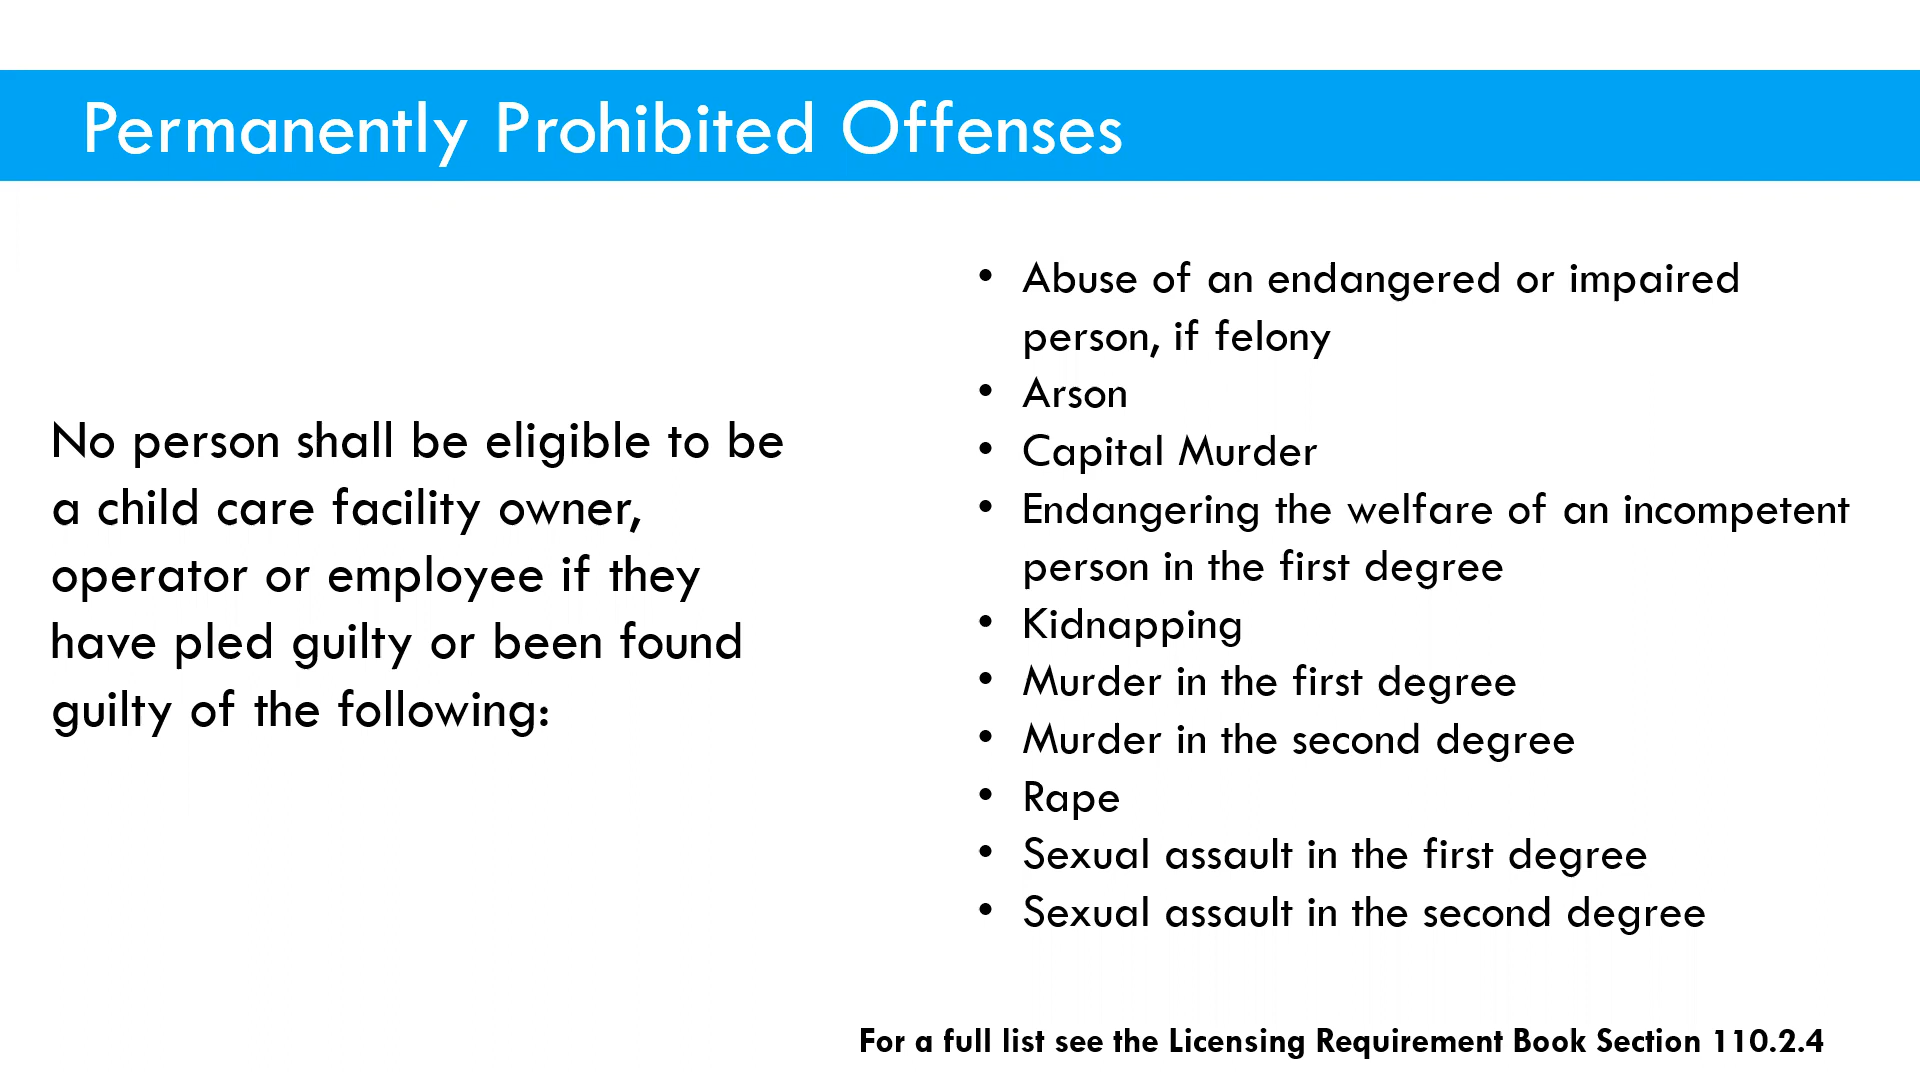 Permanently Prohibited Offenses
No person shall be eligible to be
a child care facility owner,
operator or employee if they
have pled guilty or been found
guilty of the following:
• Abuse of an endangered or impaired
person, if felony
• Arson
• Capital Murder
• Endangering the welfare of an incompetent
person in the first degree
• Kidnapping
• Murder in the first degree
• Murder in the second degree
• Rape
• Sexual assault in the first degree
• Sexual assault in the second degree
For a full list see the Licensing Requirement Book Section 110.2.4